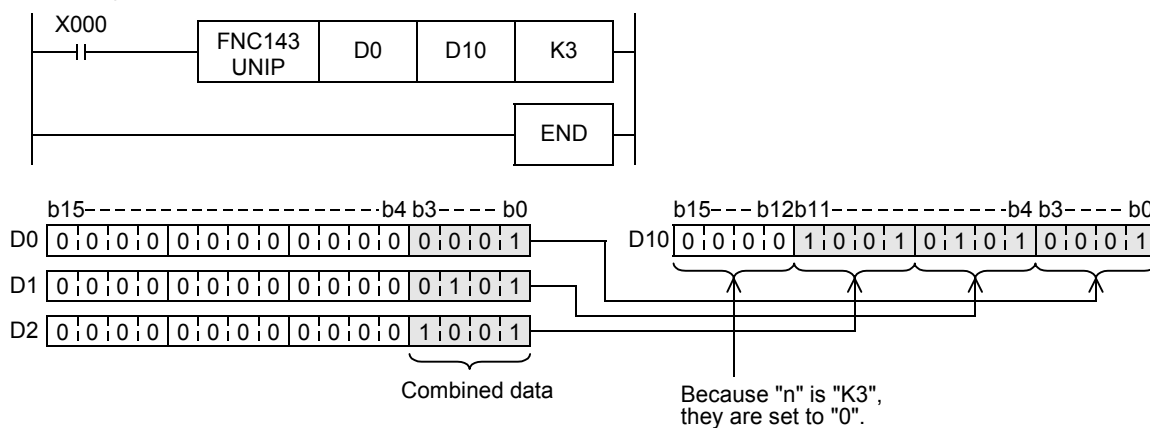 X000
FNC143 D0 D10 K3
UNIP
END
b15 b4 b3 b0 b15 b12b11 b4 b3 b0
D0 0 0 0 0 0 0 0 0 0 0 0 0 0 0 0 1 D10 0 0 0 0 1 0 0 1 0 1 0 1 0 0 0 1
D1 0 0 0 0 0 0 0 0 0 0 0 0 0 1 0 1
D2 0 0 0 0 0 0 0 0 0 0 0 0 1 0 0 1
Combined data
Because "n" is "K3",
they are set to "0".